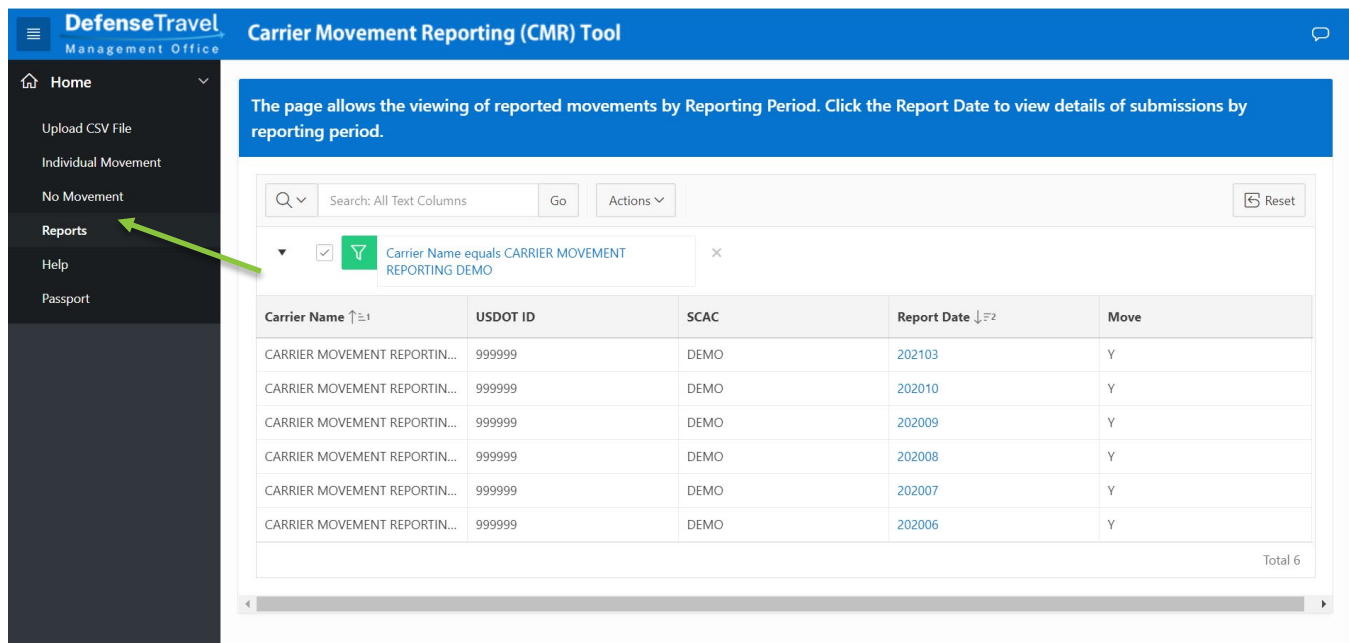 DefenseTravel
Management Office
Carrier Movement Reporting (CMR) Tool
Home
Upload CSV File
Individual Movement
No Movement
Reports
Help
Passport
The page allows the viewing of reported movements by Reporting Period. Click the Report Date to view details of submissions by
reporting period.
Search: All Text Columns Go Actions Reset
Carrier Name equals CARRIER MOVEMENT
REPORTING DEMO
Carrier Name 1 USDOT ID SCAC Report Date 2 Move
CARRIER MOVEMENT REPORTIN... 999999 DEMO 202103 Y
CARRIER MOVEMENT REPORTIN... 999999 DEMO 202010 Y
CARRIER MOVEMENT REPORTIN... 999999 DEMO 202009 Y
CARRIER MOVEMENT REPORTIN... 999999 DEMO 202008 Y
CARRIER MOVEMENT REPORTIN... 999999 DEMO 202007 Y
CARRIER MOVEMENT REPORTIN... 999999 DEMO 202006 Y
Total 6